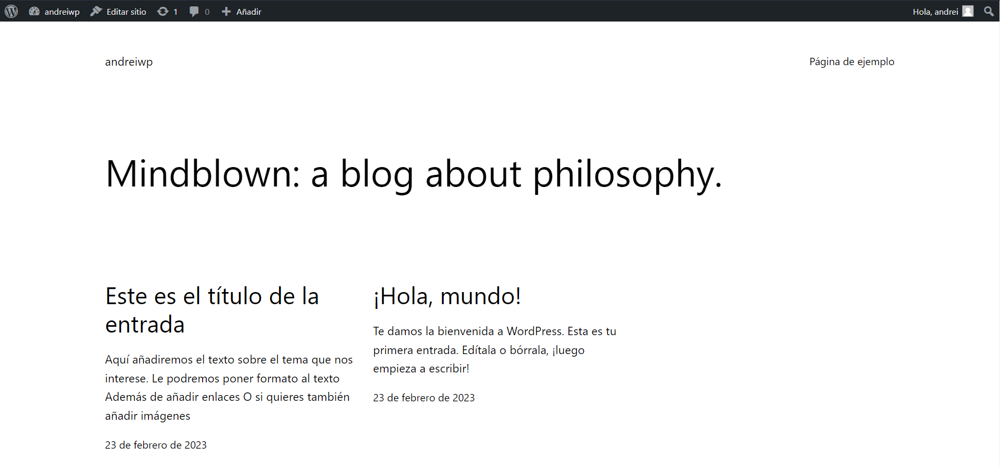 andreiwp Editar sitio 1 0 Añadir Hola, andrei
andreiwp Página de ejemplo
Mindblown: a blog about philosophy.
Este es el título de la
entrada
Aquí añadiremos el texto sobre el tema que nos
interese. Le podremos poner formato al texto
Además de añadir enlaces O si quieres también
añadir imágenes
23 de febrero de 2023
¡Hola, mundo!
Te damos la bienvenida a WordPress. Esta es tu
primera entrada. Edítala o bórrala, ¡luego
empieza a escribir!
23 de febrero de 2023